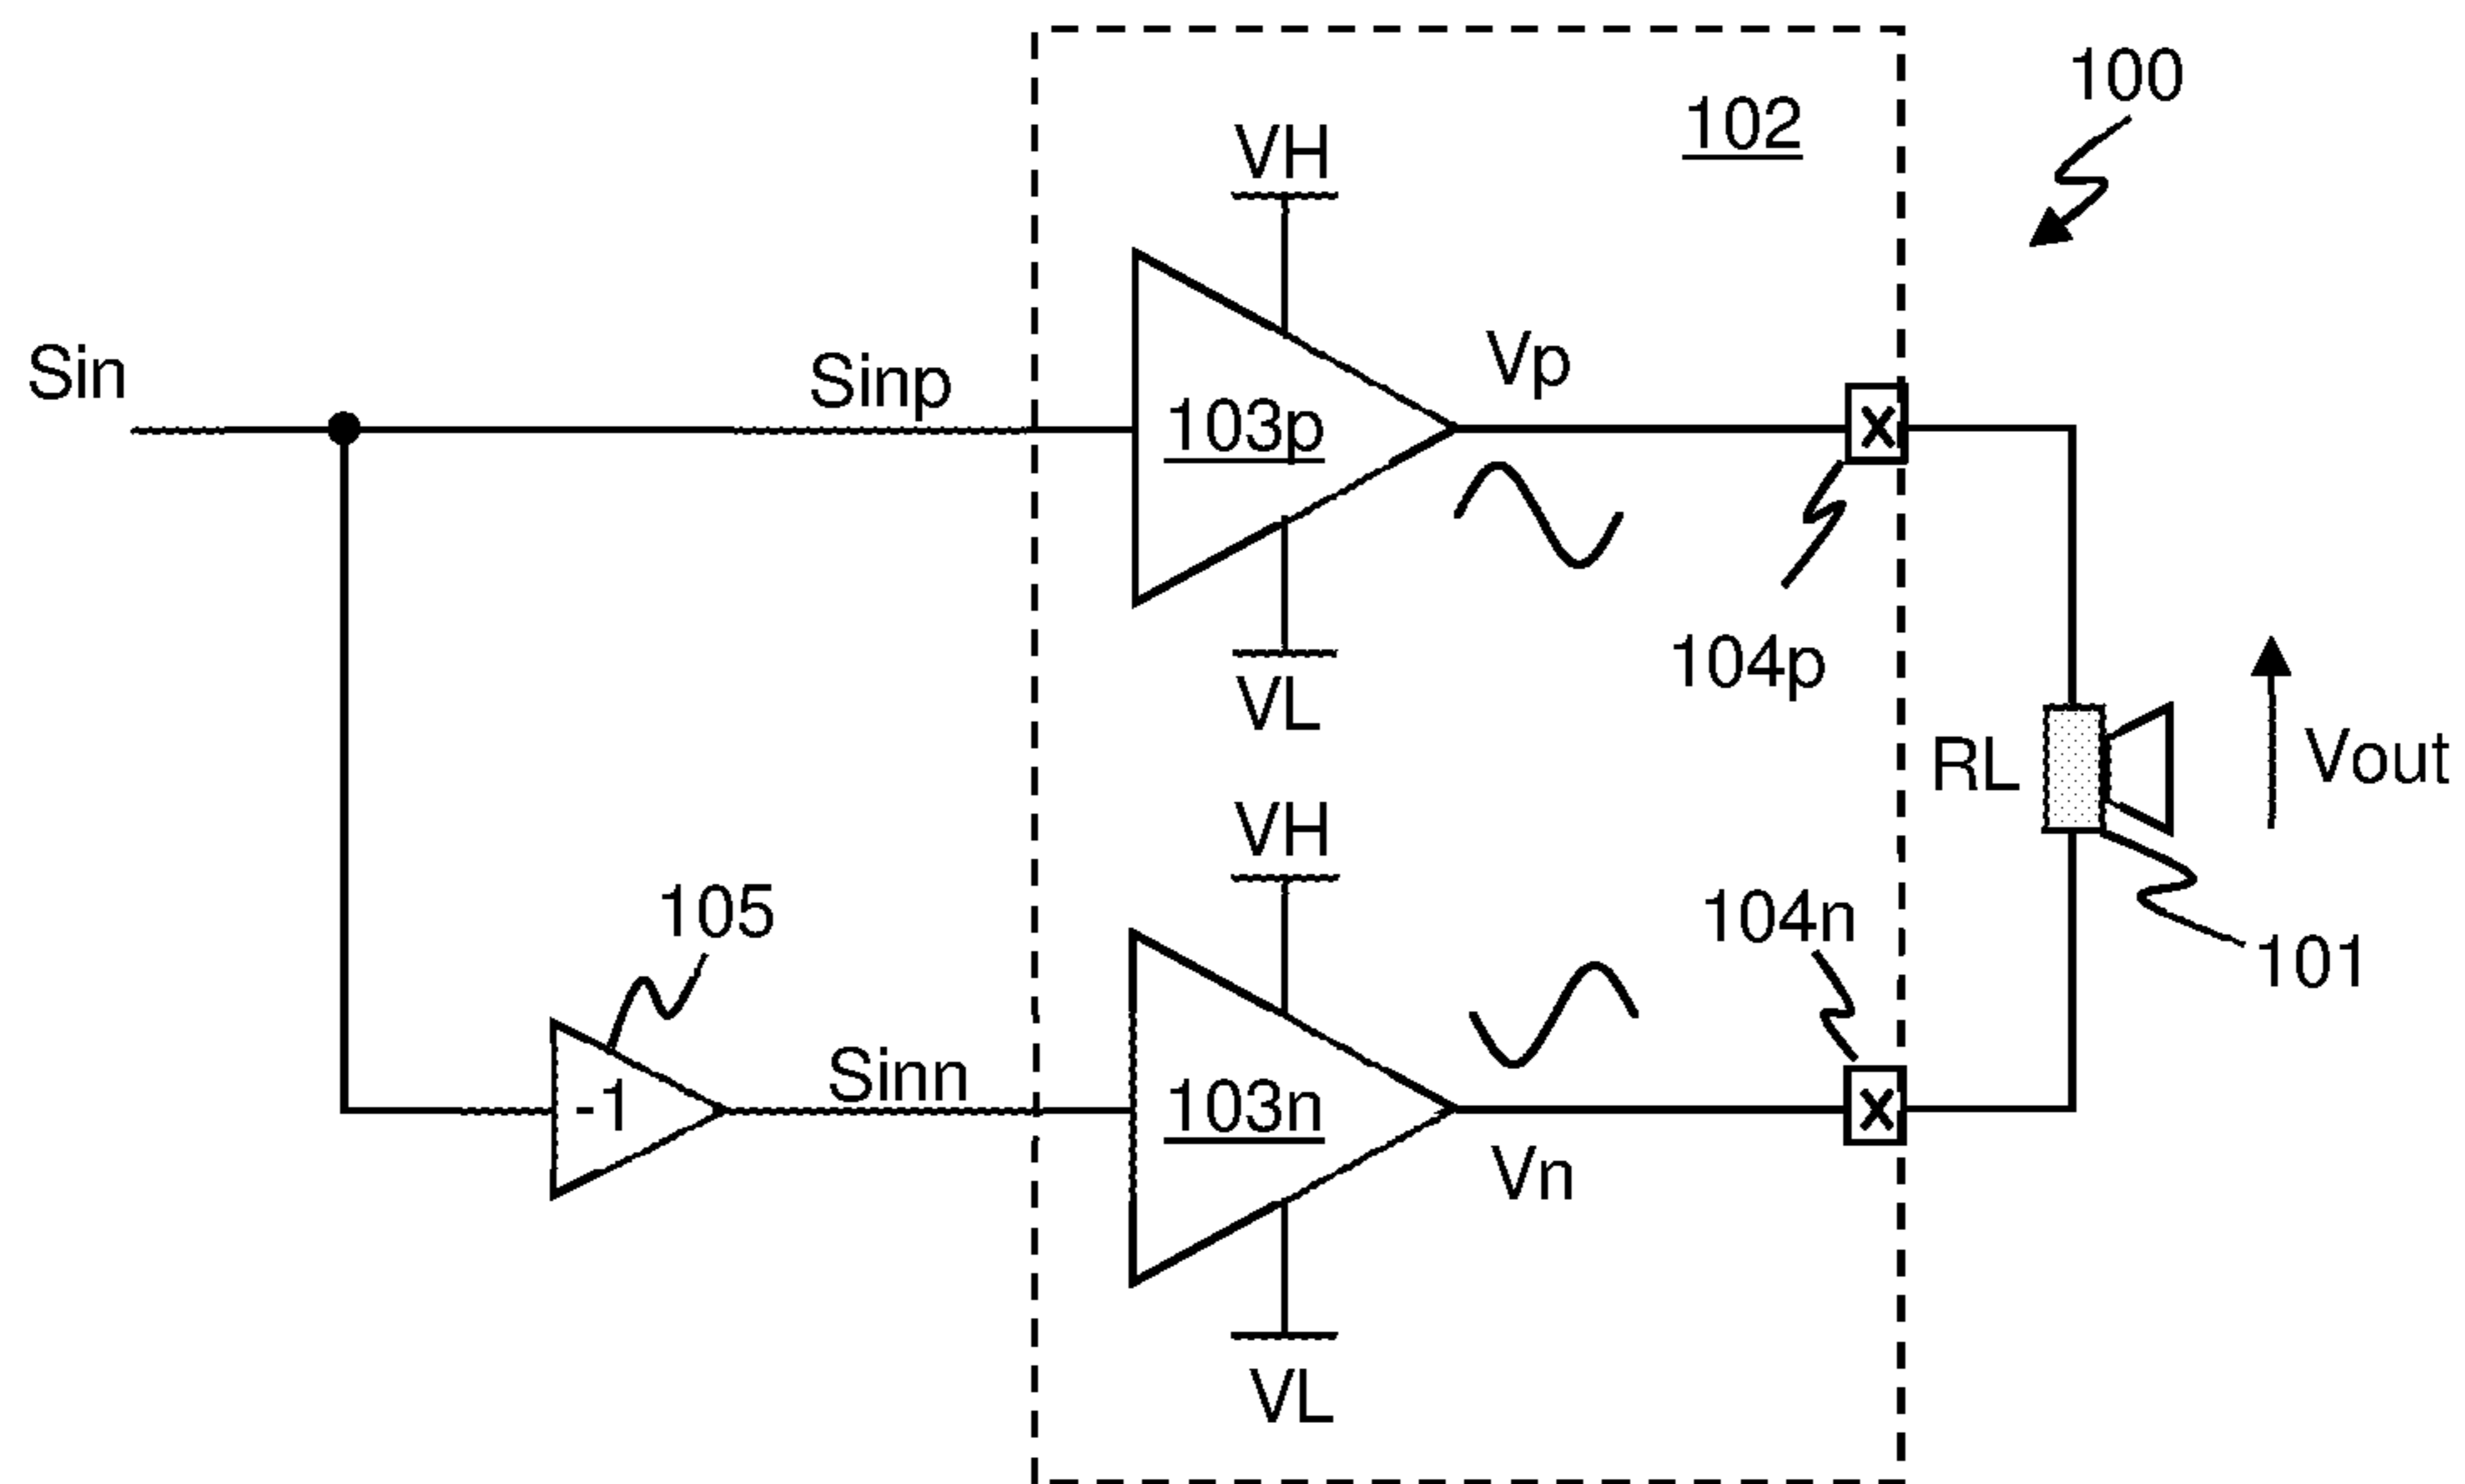 100
102
VH
Sin
Sinp
Vp
103p
x
104p
VL
RL
Vout
VH
105
104n
101
Sinn
-1
103n
x
Vn
VL